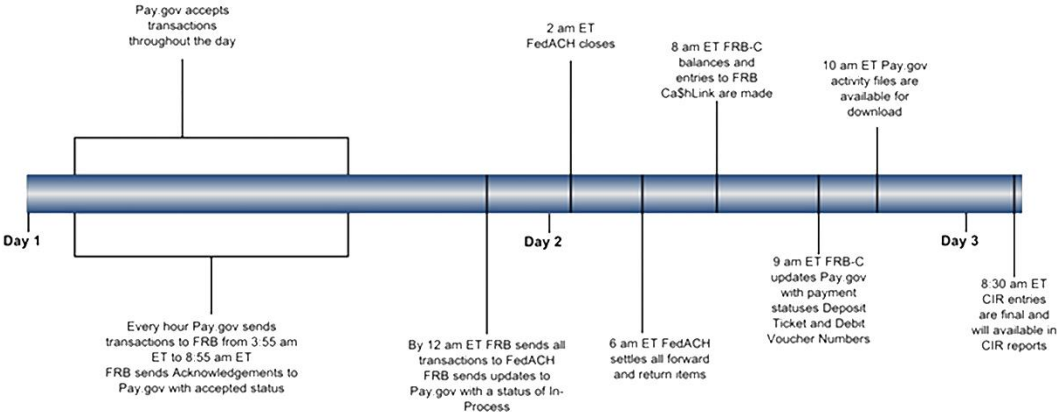 Pay.gov accepts
transactions
throughout the day
2 am ET
FedACH closes
8 am ET FRB-C
balances and
entries to FRB
Ca$hLink are made
10 am ET Pay.gov
activity files are
available for
download
Day 1
Day 2
Day 3
Every hour Pay.gov sends
transactions to FRB from 3:55 am
ET to 8:55 am ET
FRB sends Acknowledgements to
Pay.gov with accepted status
By 12 am ET FRB sends all
transactions to FedACH
FRB sends updates to
Pay.gov with a status of In-
Process
6 am ET FedACH
settles all forward
and return items
9 am ET FRB-C
updates Pay.gov
with payment
statuses Deposit
Ticket and Debit
Voucher Numbers
8:30 am ET
CIR entries
are final and
will available in
CIR reports